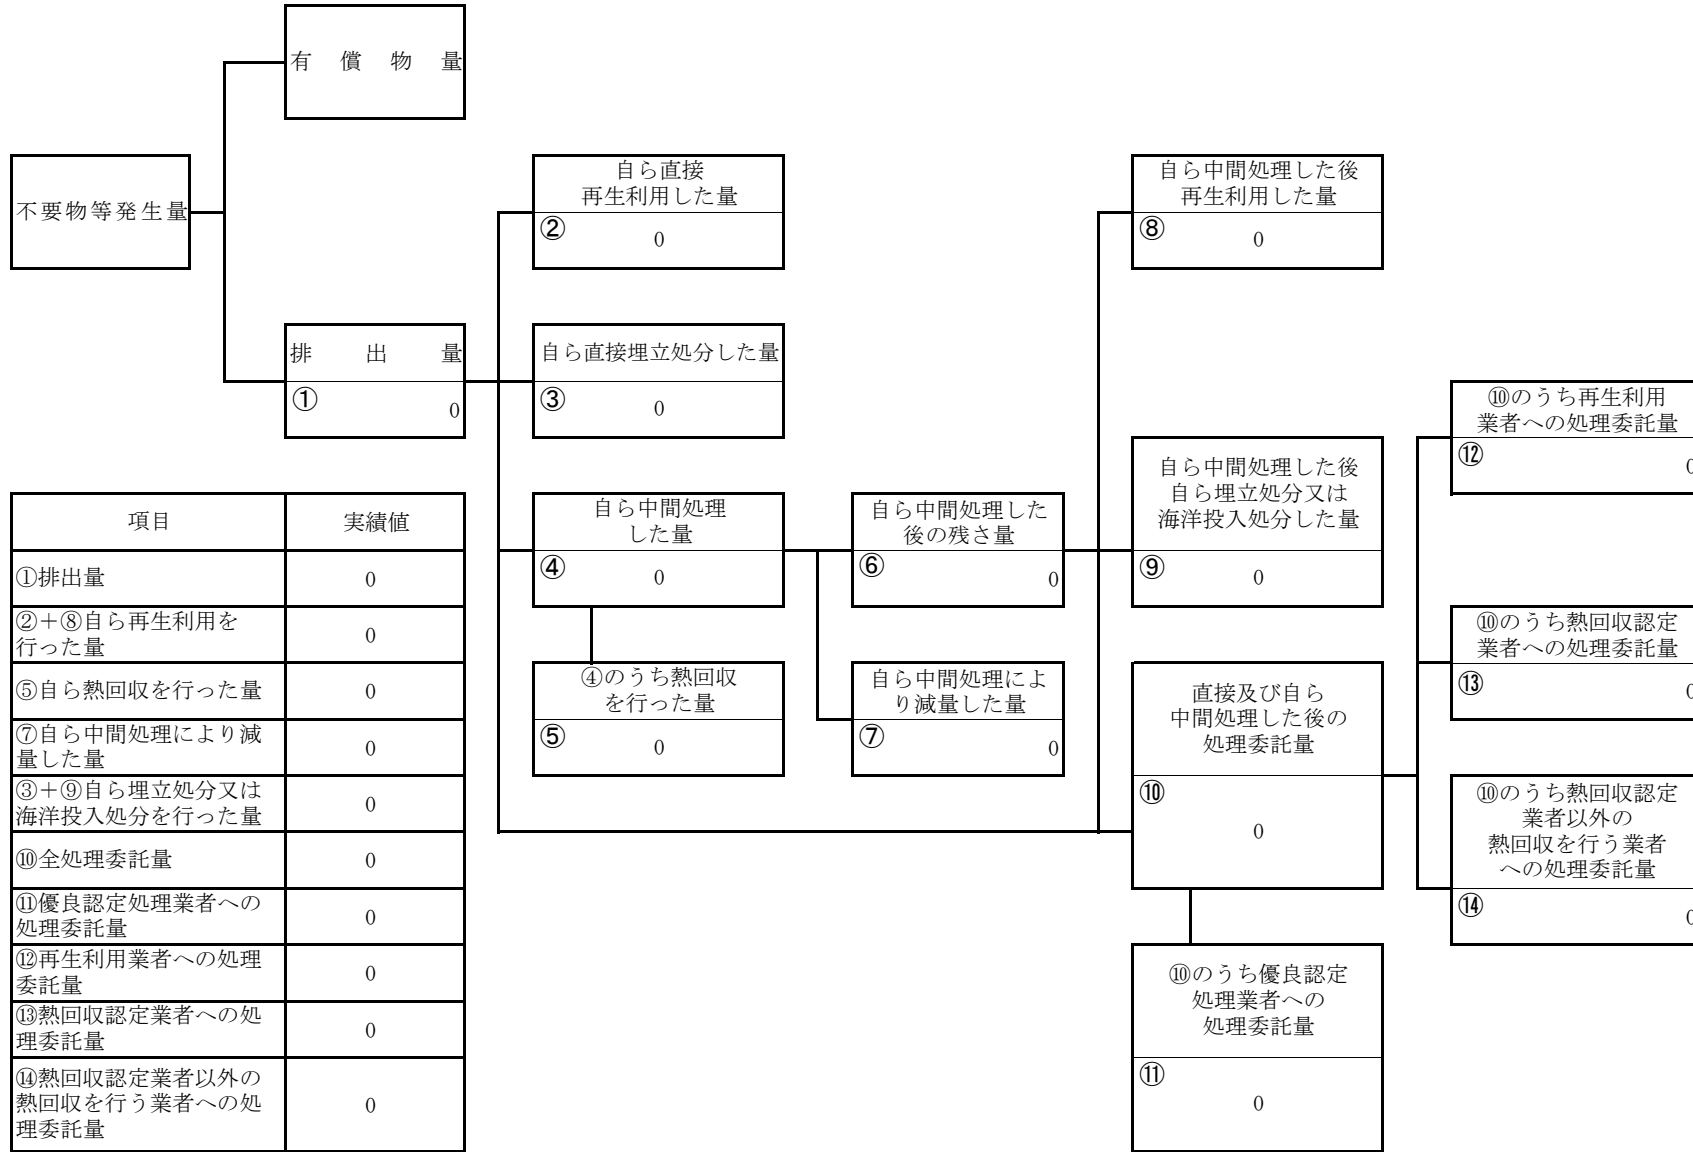 有償物量
不要物等発生量
排出量
①
0
自ら直接
再生利用した量
②
0
自ら直接埋立処分した量
③
0
自ら中間処理
した量
④
0
④のうち熱回収
を行った量
⑤
0
自ら中間処理した
後の残さ量
⑥
0
自ら中間処理によ
り減量した量
⑦
0
自ら中間処理した後
再生利用した量
⑧
0
自ら中間処理した後
自ら埋立処分又は
海洋投入処分した量
⑨
0
直接及び自ら
中間処理した後の
処理委託量
⑩
0
⑩のうち優良認定
処理業者への
処理委託量
⑪
0
⑩のうち再生利用
業者への処理委託量
⑫
0
⑩のうち熱回収認定
業者への処理委託量
⑬
0
⑩のうち熱回収認定
業者以外の
熱回収を行う業者
への処理委託量
⑭
0
項目 実績値
①排出量 0
②＋⑧自ら再生利用を
行った量 0
⑤自ら熱回収を行った量 0
⑦自ら中間処理により減
量した量 0
③＋⑨自ら埋立処分又は
海洋投入処分を行った量 0
⑩全処理委託量 0
⑪優良認定処理業者への
処理委託量 0
⑫再生利用業者への処理
委託量 0
⑬熱回収認定業者への処
理委託量 0
⑭熱回収認定業者以外の
熱回収を行う業者への処
理委託量 0